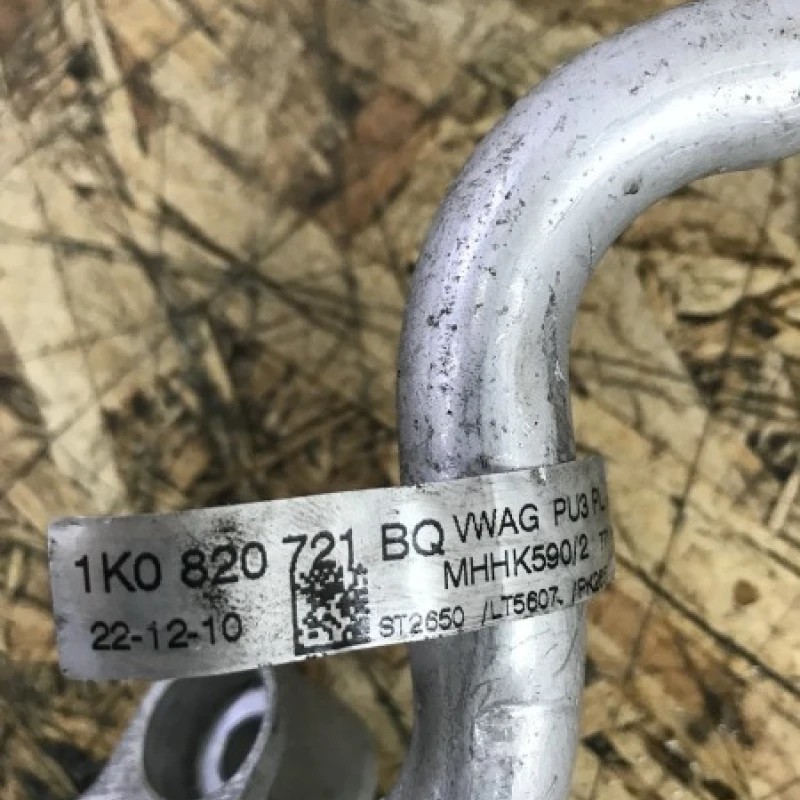 1K0 820 721 BQ VWAG PU3
MHHK590/2
22-12-10 ST2650 /LT5607